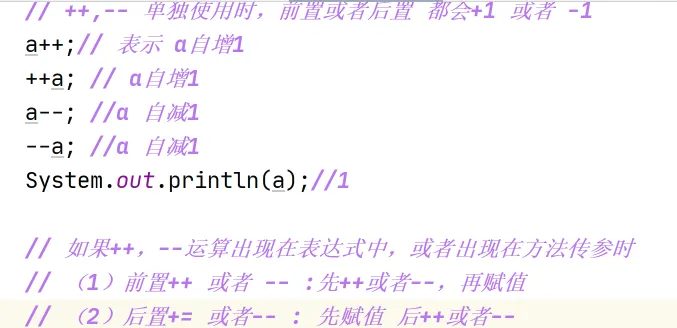 // ++,-- 单独使用时，前置或者后置 都会+1 或者 -1
a++;// 表示 a自增1
++a; // a自增1
a--; //a 自减1
--a; //a 自减1
System.out.println(a);//1
// 如果++，--运算出现在表达式中，或者出现在方法传参时
// （1）前置++ 或者 -- :先++或者--，再赋值
// （2）后置+= 或者-- : 先赋值 后++或者--